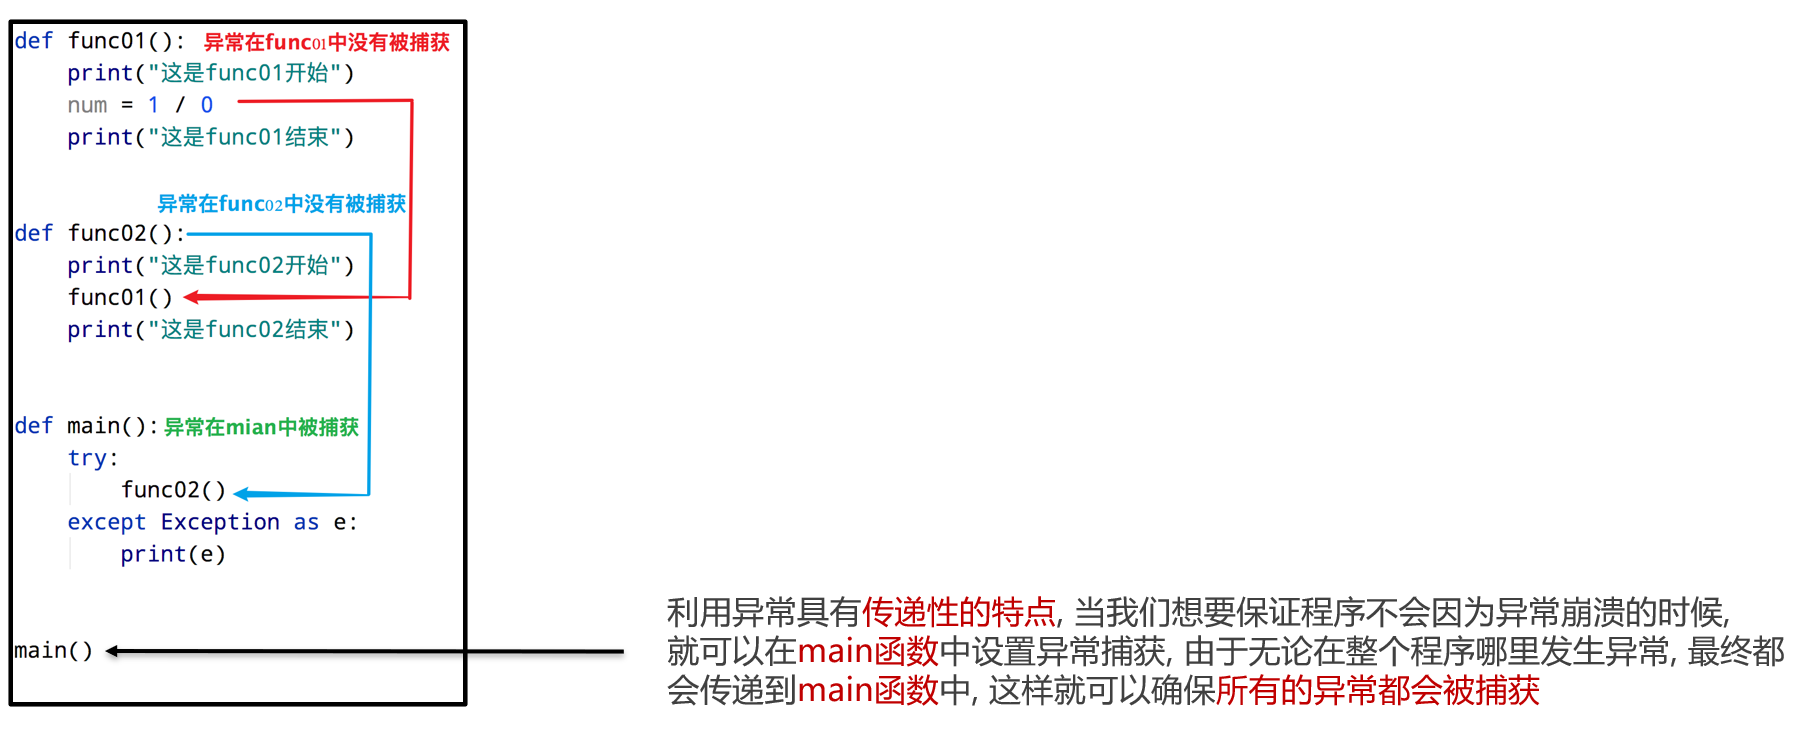 def func01(): 异常在func01中没有被捕获
print("这是func01开始")
num = 1 / 0
print("这是func01结束")
异常在func02中没有被捕获
def func02():
print("这是func02开始")
func01()
print("这是func02结束")
def main(): 异常在mian中被捕获
try:
func02()
except Exception as e:
print(e)
main()
利用异常具有传递性的特点, 当我们想要保证程序不会因为异常崩溃的时候,
就可以在main函数中设置异常捕获, 由于无论在整个程序哪里发生异常, 最终都
会传递到main函数中, 这样就可以确保所有的异常都会被捕获